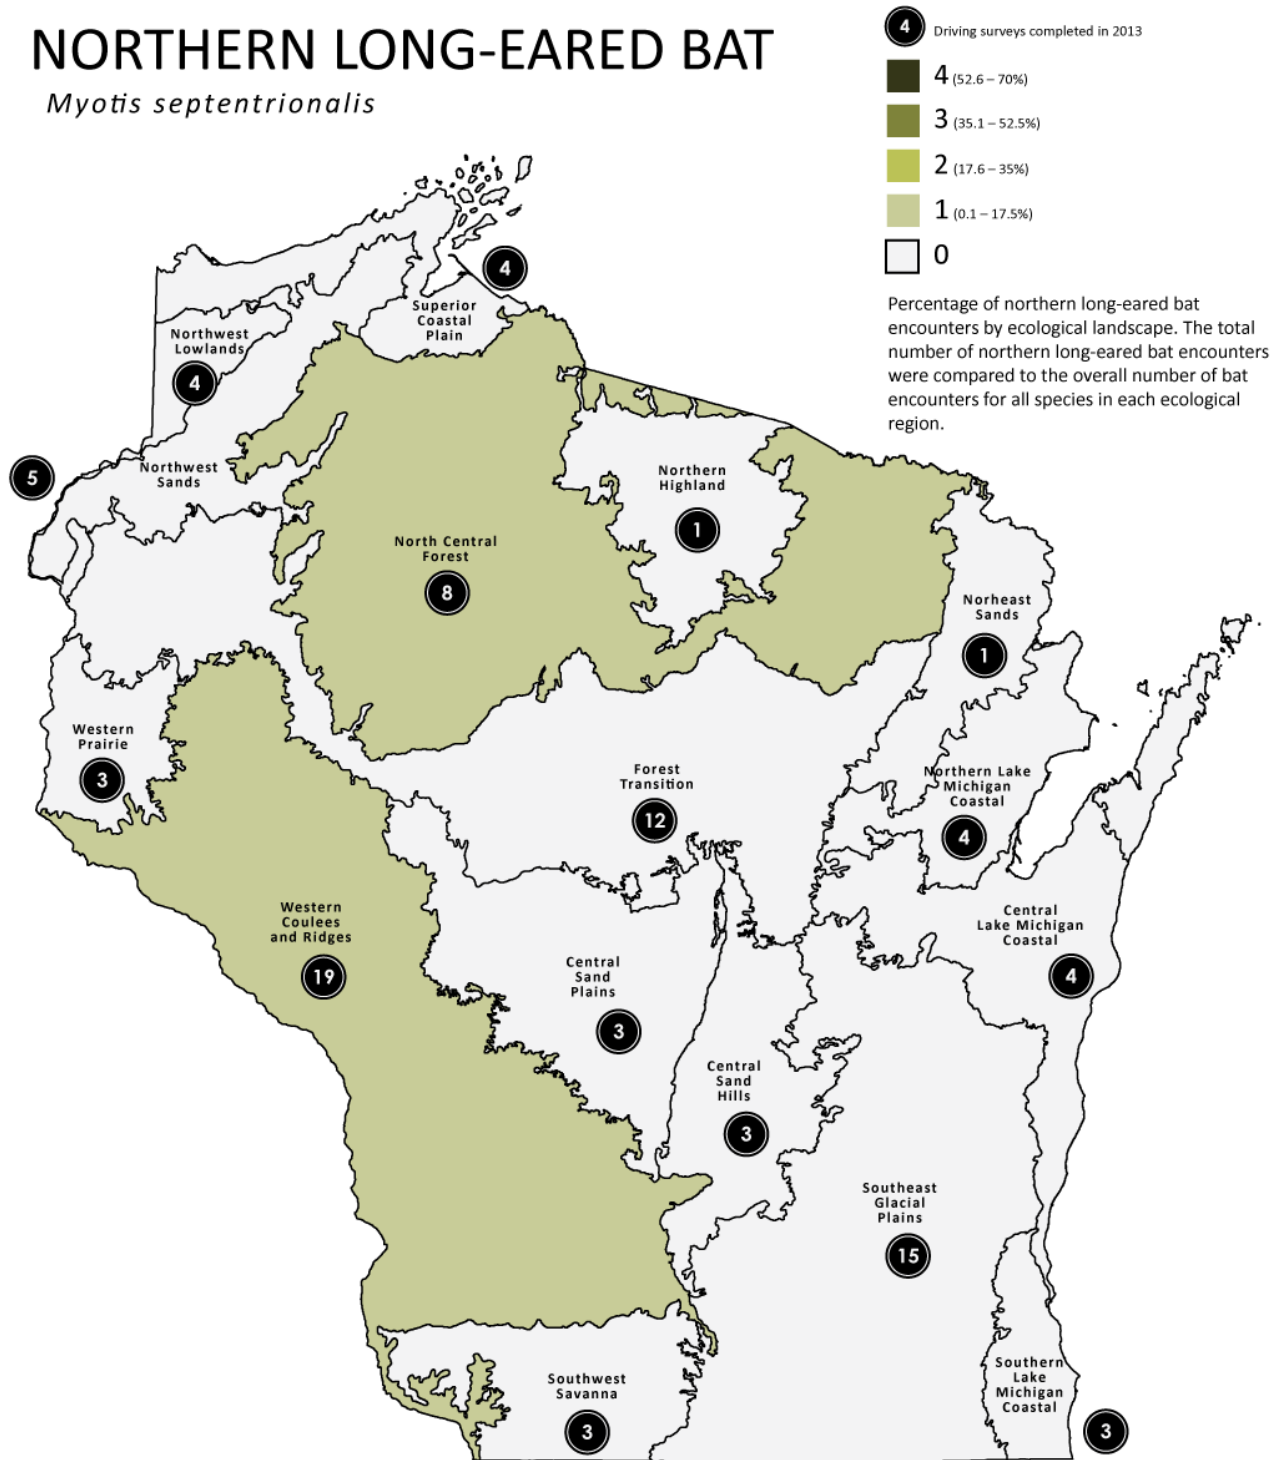 NORTHERN LONG-EARED BAT
Myotis septentrionalis
4 Driving surveys completed in 2013
4 (52.6 – 70%)
3 (35.1 – 52.5%)
2 (17.6 – 35%)
1 (0.1 – 17.5%)
0
Percentage of northern long-eared bat
encounters by ecological landscape. The total
number of northern long-eared bat encounters
were compared to the overall number of bat
encounters for all species in each ecological
region.
4
Superior
Coastal
Plain
Northwest
Lowlands
4
5
Northwest
Sands
Northern
Highland
1
North Central
Forest
8
Norheast
Sands
1
Western
Prairie
3
Forest
Transition
12
Northern Lake
Michigan
Coastal
4
Western
Coulees
and Ridges
19
Central
Lake Michigan
Coastal
4
Central
Sand
Plains
3
Central
Sand
Hills
3
Southeast
Glacial
Plains
15
Southwest
Savanna
3
Southern
Lake
Michigan
Coastal
3